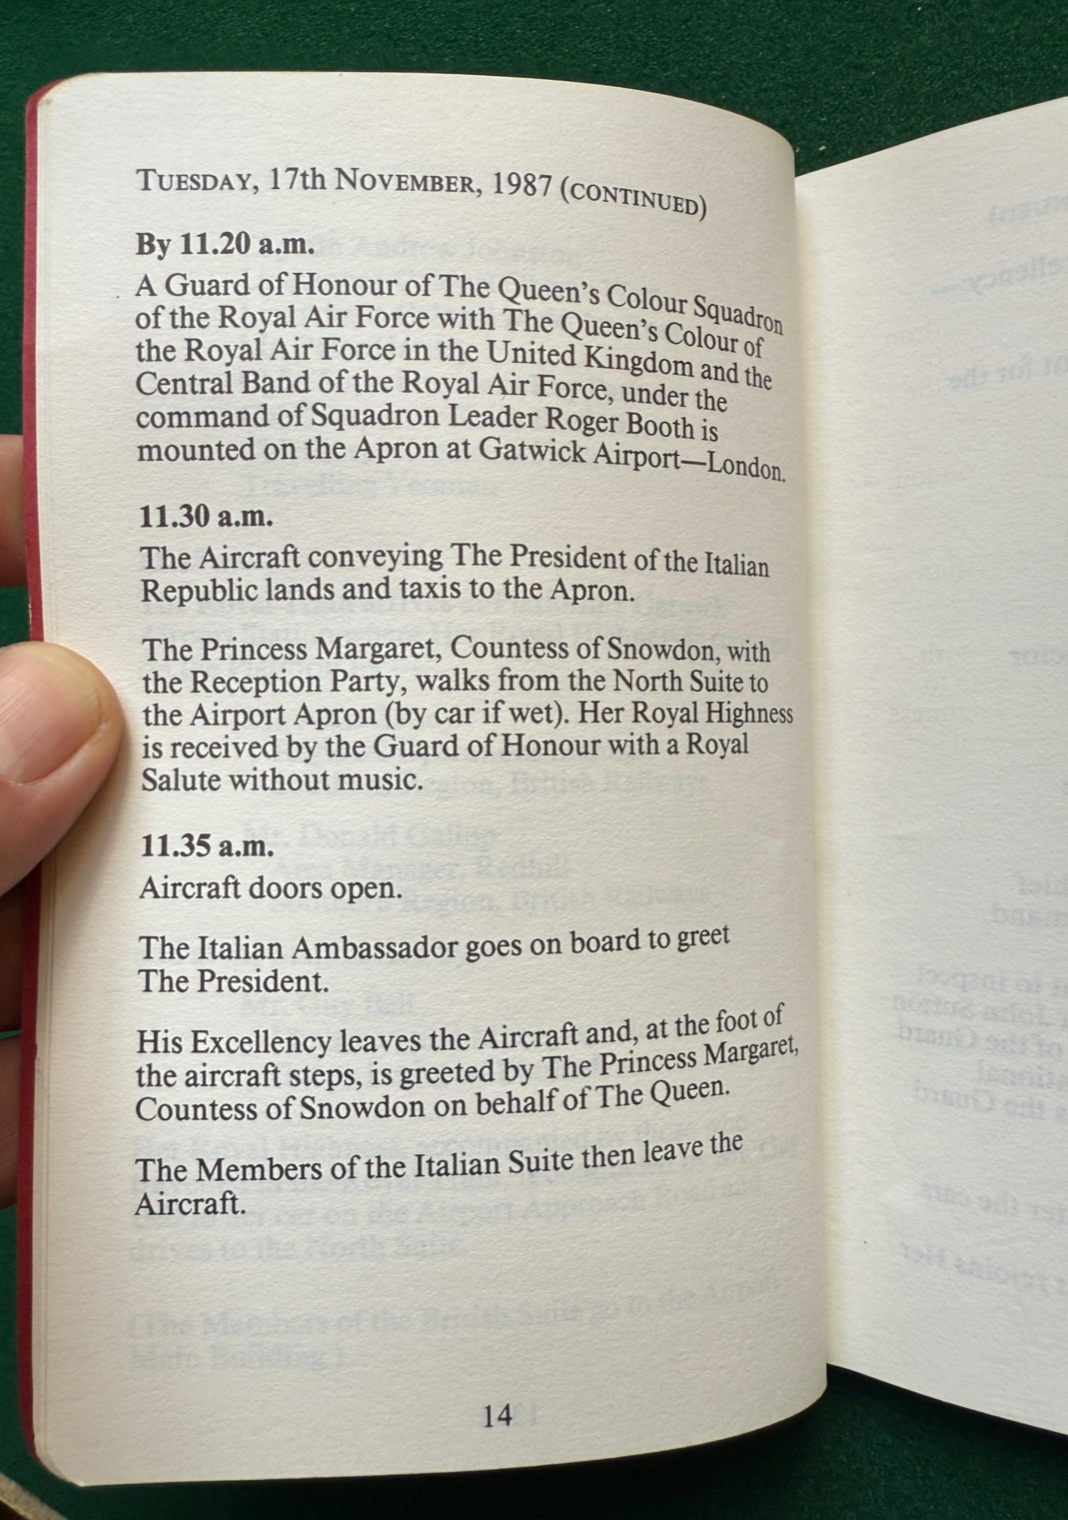 TUESDAY, 17th NOVEMBER, 1987 (CONTINUED)
By 11.20 a.m.
A Guard of Honour of The Queen's Colour Squadron
of the Royal Air Force with The Queen's Colour of
the Royal Air Force in the United Kingdom and the
Central Band of the Royal Air Force, under the
command of Squadron Leader Roger Booth is
mounted on the Apron at Gatwick Airport—London.
11.30 a.m.
The Aircraft conveying The President of the Italian
Republic lands and taxis to the Apron.
The Princess Margaret, Countess of Snowdon, with
the Reception Party, walks from the North Suite to
the Airport Apron (by car if wet). Her Royal Highness
is received by the Guard of Honour with a Royal
Salute without music.
11.35 a.m.
Aircraft doors open.
The Italian Ambassador goes on board to greet
The President.
His Excellency leaves the Aircraft and, at the foot of
the aircraft steps, is greeted by The Princess Margaret,
Countess of Snowdon on behalf of The Queen.
The Members of the Italian Suite then leave the
Aircraft.
14